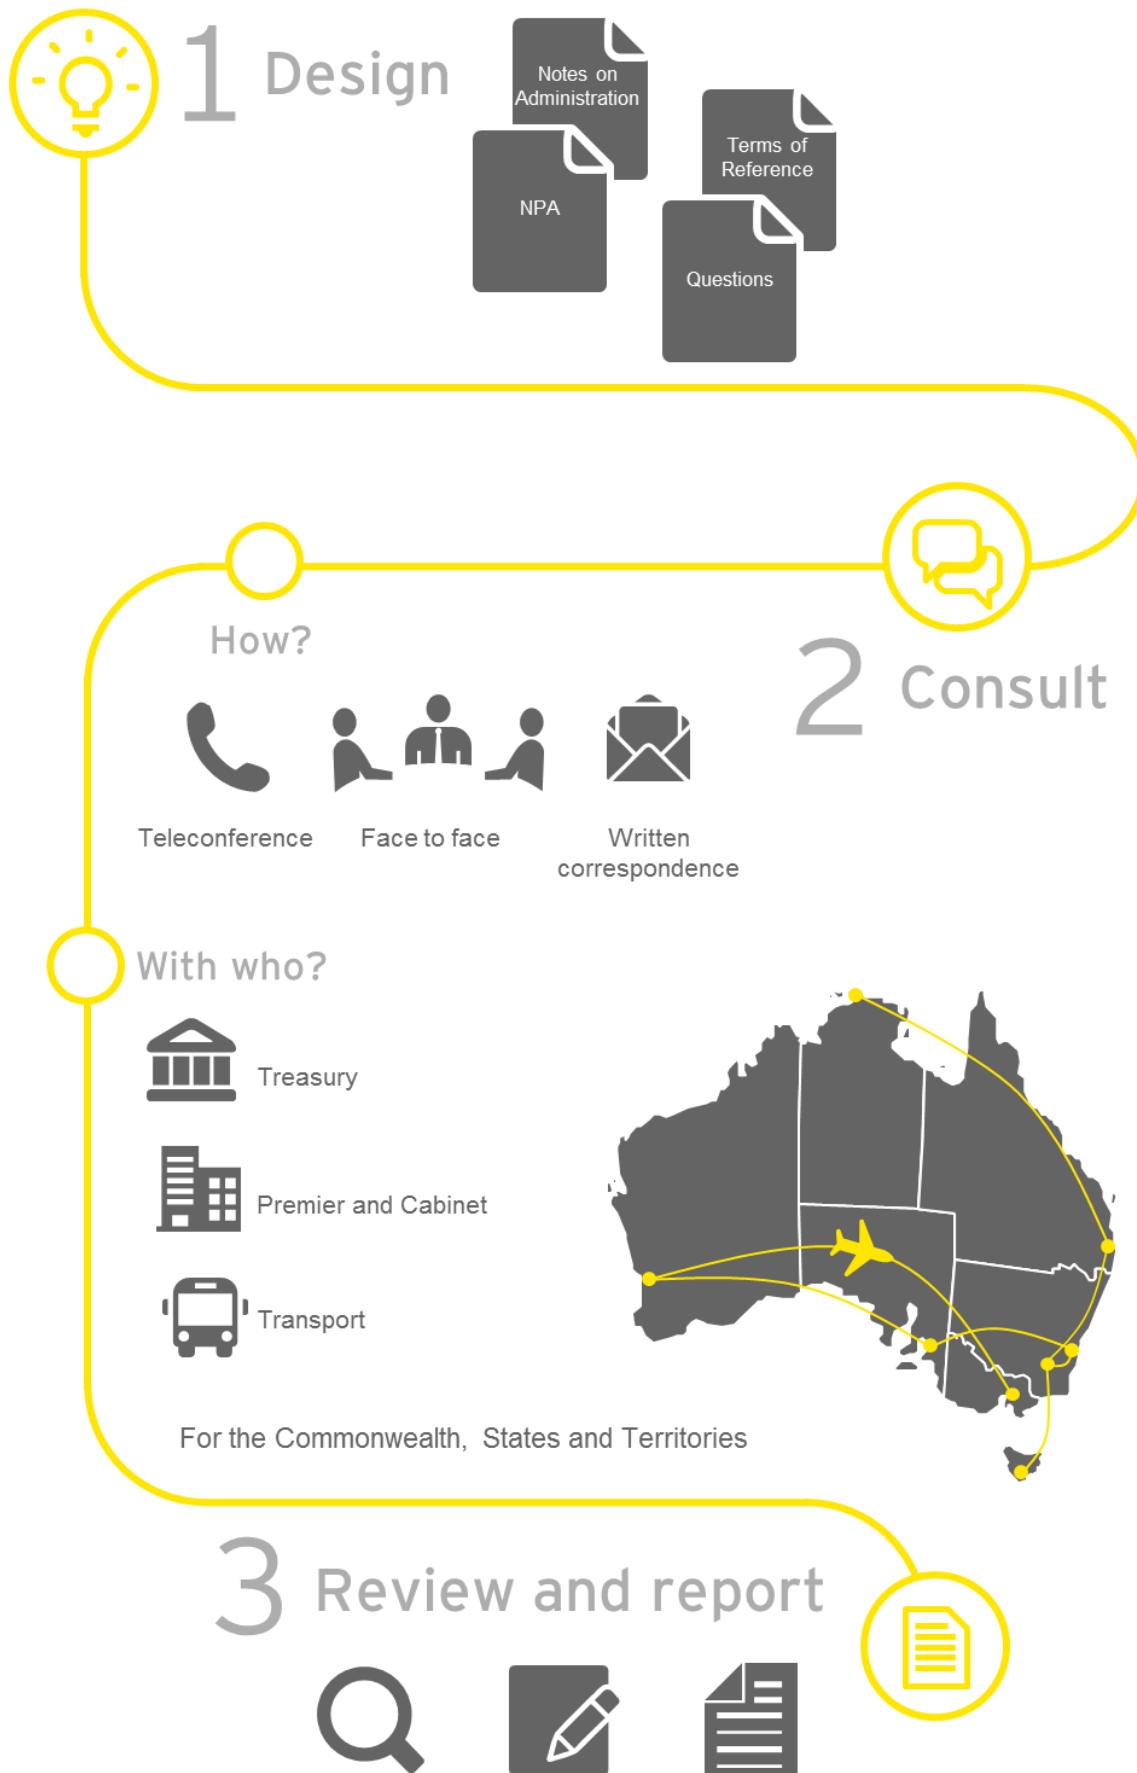 1 Design
Notes on
Administration
NPA
Terms of
Reference
Questions
2 Consult
How?
Teleconference
Face to face
Written
correspondence
With who?
Treasury
Premier and Cabinet
Transport
For the Commonwealth, States and Territories
3 Review and report